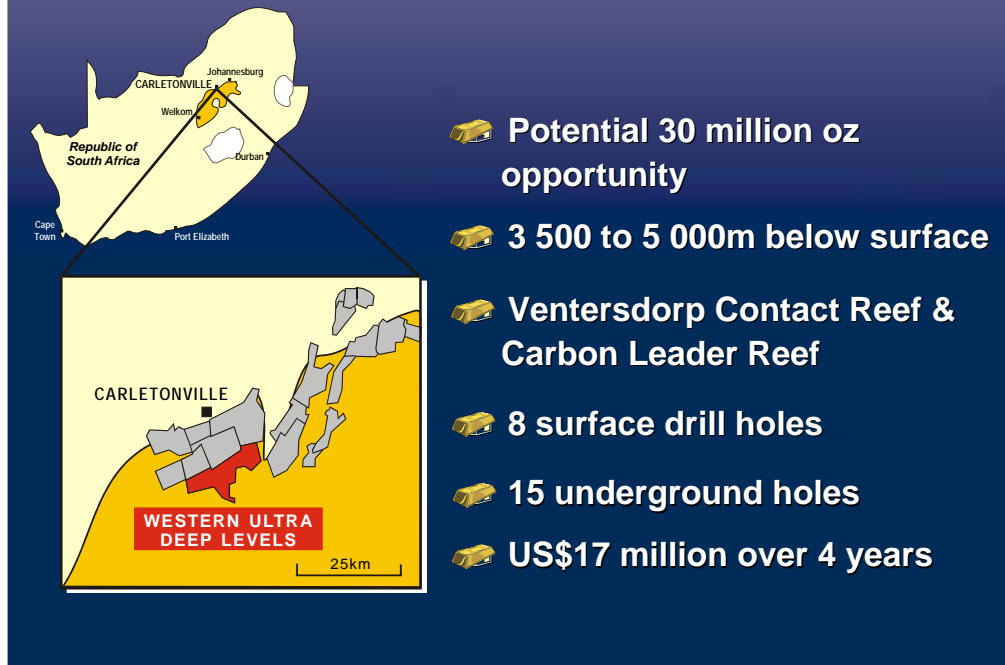 Johannesburg
CARLETONVILLE
Welkom
Republic of
South Africa
Durban
Cape
Town
Port Elizabeth
CARLETONVILLE
WESTERN ULTRA
DEEP LEVELS
25km
Potential 30 million oz
opportunity
3 500 to 5 000m below surface
Ventersdorp Contact Reef &
Carbon Leader Reef
8 surface drill holes
15 underground holes
US$17 million over 4 years